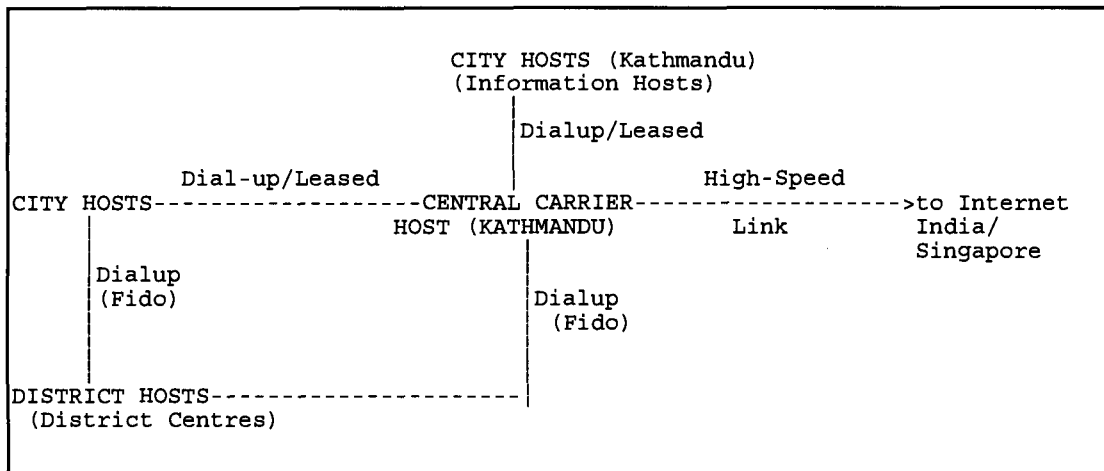 CITY HOSTS (Kathmandu)
(Information Hosts)
Dialup/Leased
Dial-up/Leased High-Speed
CITY HOSTS--------------------CENTRAL CARRIER-------------------->to Internet
HOST (KATHMANDU) Link India/
Singapore
Dialup Dialup
(Fido) (Fido)
DISTRICT HOSTS-----------------------
(District Centres)